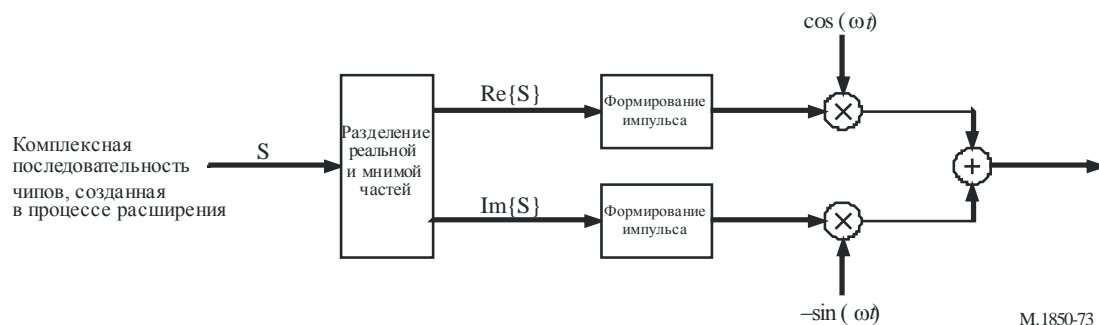 cos (ωt)
Re{S}
Формирование
импульса
Комплексная
последовательность
чипов, созданная
в процессе расширения
S
Разделение
реальной
и мнимой
частей
Im{S}
Формирование
импульса
–sin ( ωt)
M.1850-73